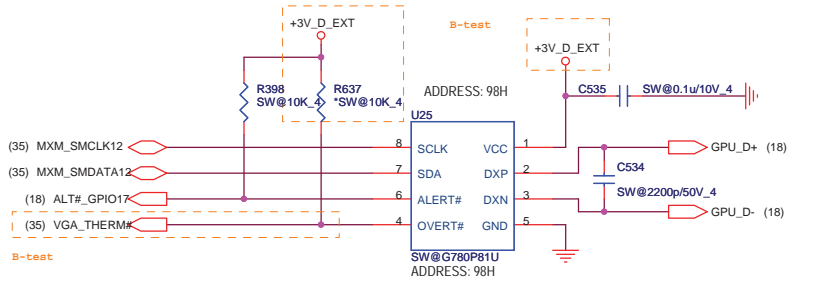 +3V_D_EXT
B-test
+3V_D_EXT
R398
SW@10K_4
R637
*SW@10K_4
ADDRESS: 98H
C535
SW@0.1u/10V_4
U25
(35) MXM_SMCLK12
8
SCLK
VCC
1
GPU_D+ (18)
(35) MXM_SMDATA12
7
SDA
DXP
2
C534
SW@2200p/50V_4
(18) ALT#_GPIO17
6
ALERT#
DXN
3
GPU_D- (18)
(35) VGA_THERM#
4
OVERT#
GND
5
B-test
SW@G780P81U
ADDRESS: 98H